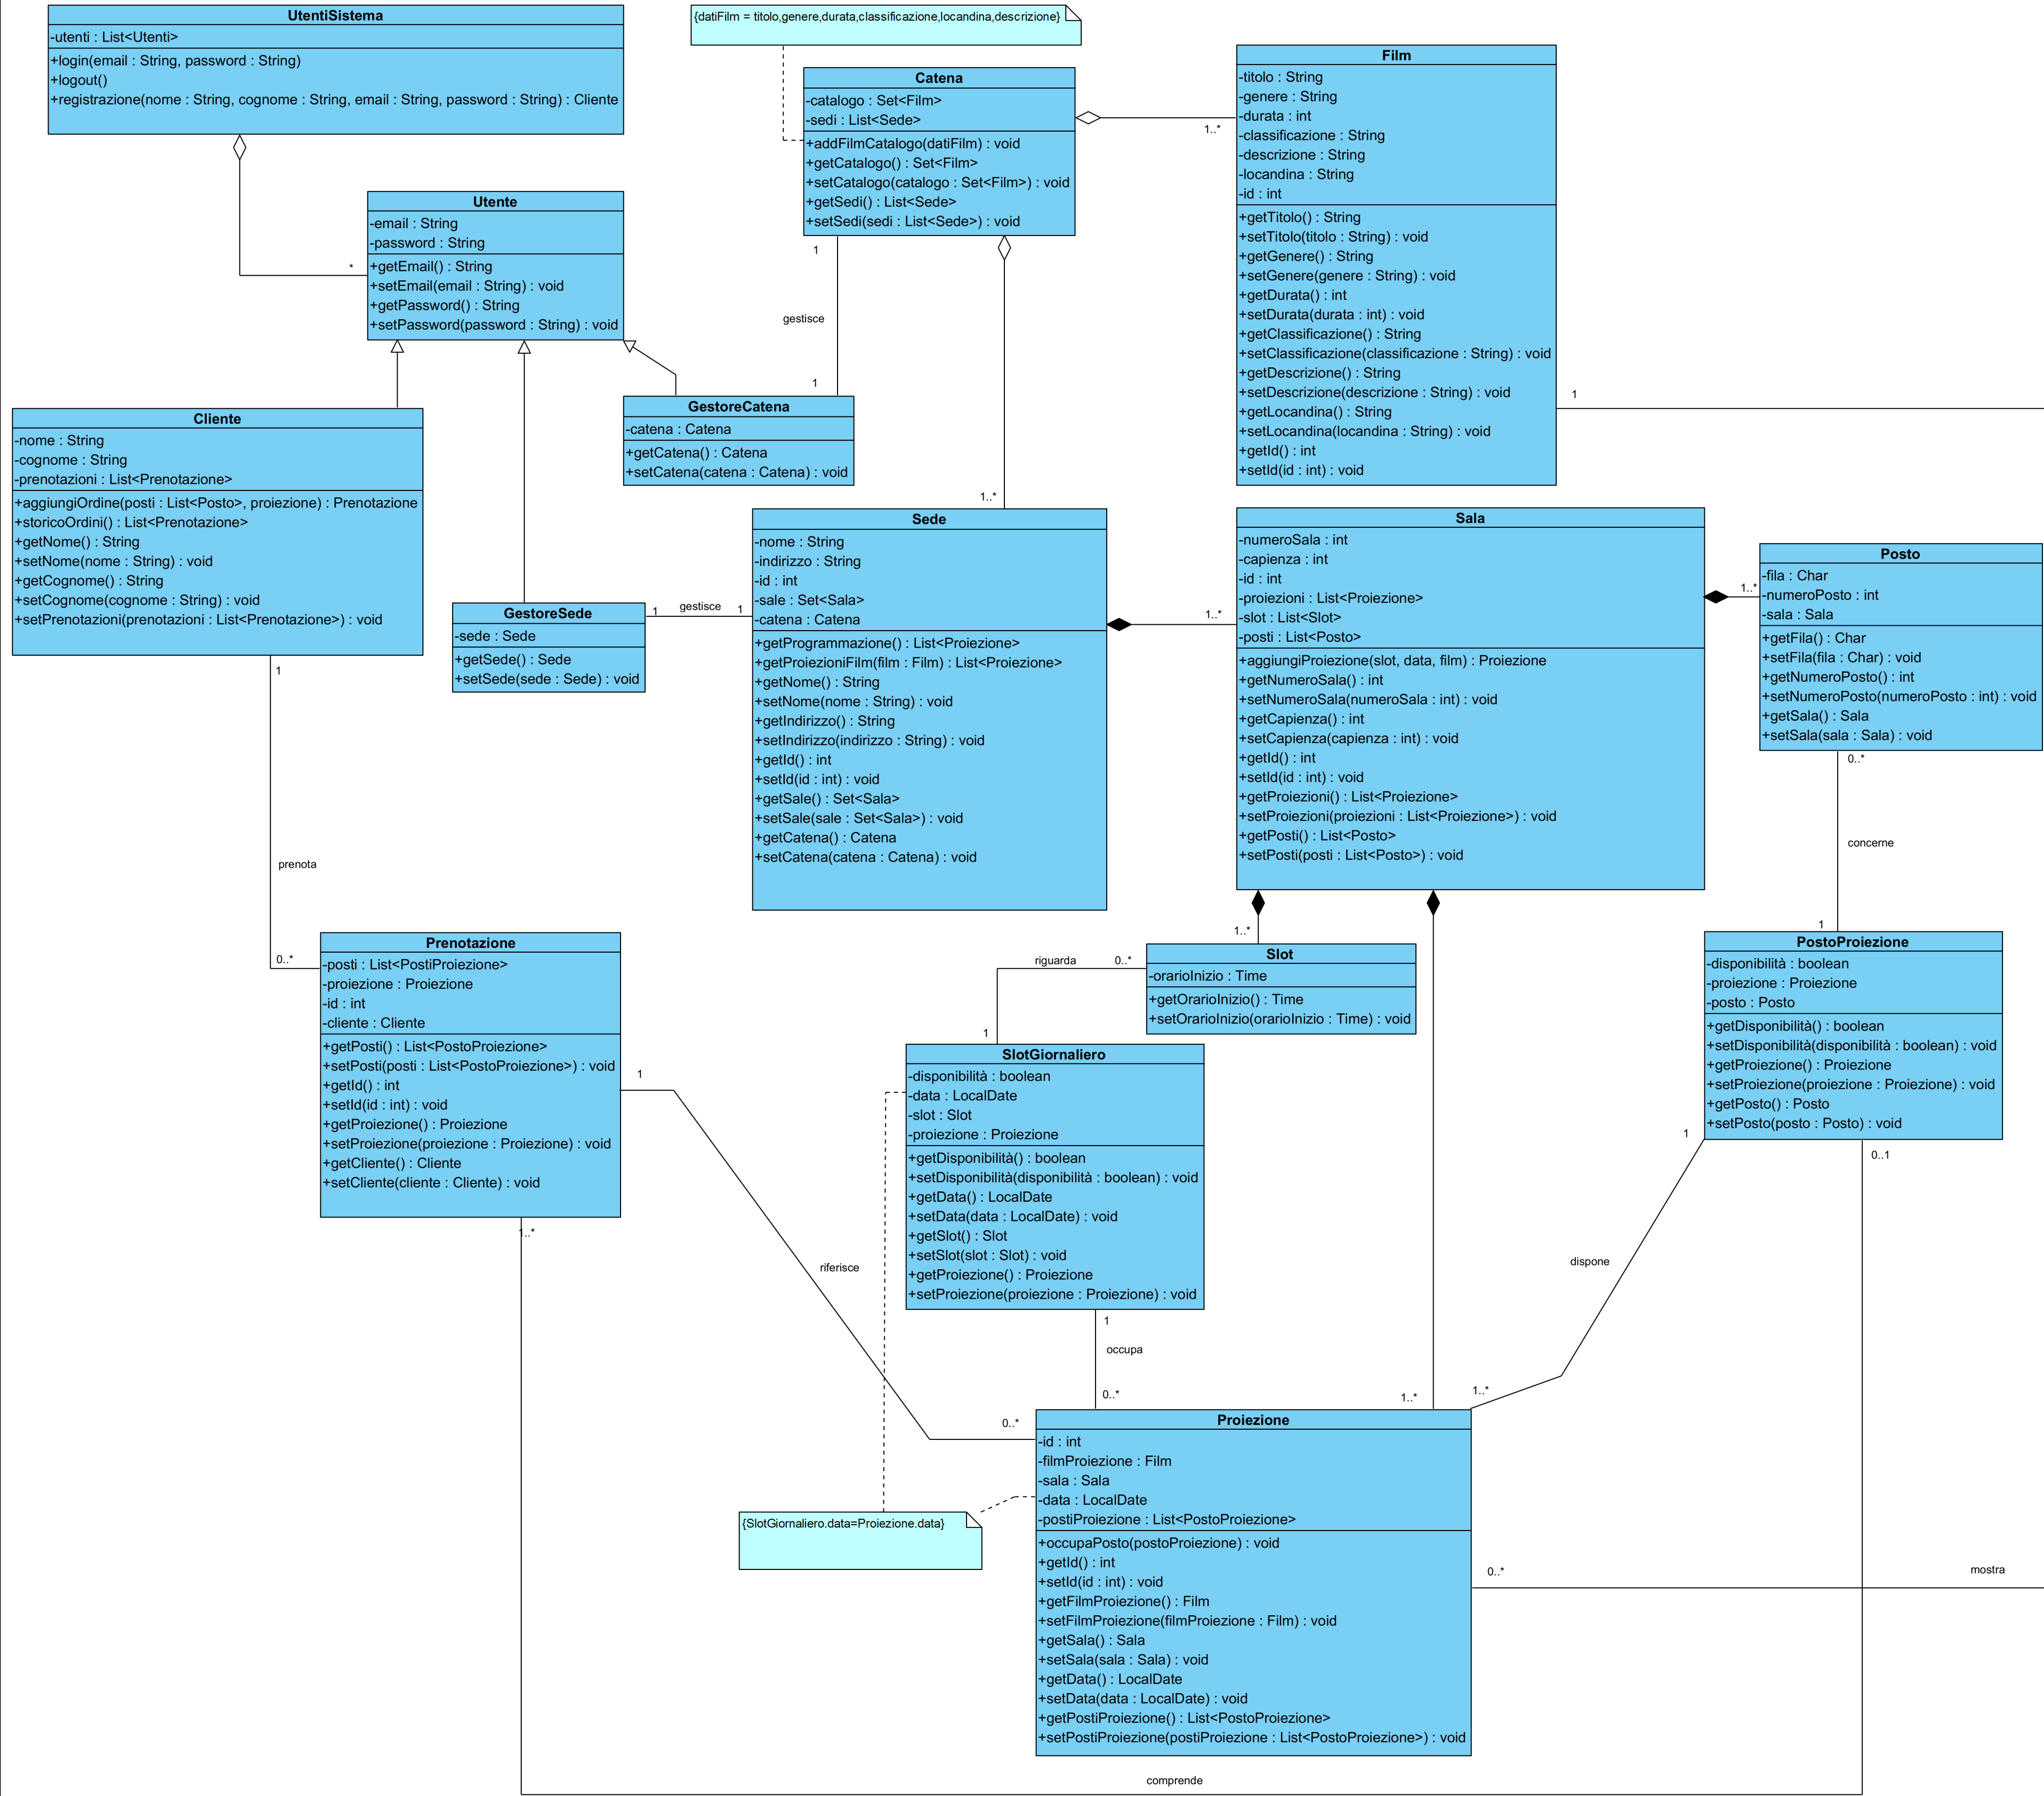 UtentiSistema
-utenti : List<Utenti>
+login(email : String, password : String)
+logout()
+registrazione(nome : String, cognome : String, email : String, password : String) : Cliente
{datiFilm = titolo,genere,durata,classificazione,locandina,descrizione}
Catena
-catalogo : Set<Film>
-sedi : List<Sede>
+addFilmCatalogo(datiFilm) : void
+getCatalogo() : Set<Film>
+setCatalogo(catalogo : Set<Film>) : void
+getSedi() : List<Sede>
+setSedi(sedi : List<Sede>) : void
1..*
Film
-titolo : String
-genere : String
-durata : int
-classificazione : String
-descrizione : String
-locandina : String
-id : int
+getTitolo() : String
+setTitolo(titolo : String) : void
+getGenere() : String
+setGenere(genere : String) : void
+getDurata() : int
+setDurata(durata : int) : void
+getClassificazione() : String
+setClassificazione(classificazione : String) : void
+getDescrizione() : String
+setDescrizione(descrizione : String) : void
+getLocandina() : String
+setLocandina(locandina : String) : void
+getId() : int
+setId(id : int) : void
1
*
Utente
-email : String
-password : String
+getEmail() : String
+setEmail(email : String) : void
+getPassword() : String
+setPassword(password : String) : void
1
gestisce
1
GestoreCatena
-catena : Catena
+getCatena() : Catena
+setCatena(catena : Catena) : void
Cliente
-nome : String
-cognome : String
-prenotazioni : List<Prenotazione>
+aggiungiOrdine(posti : List<Posto>, proiezione) : Prenotazione
+storicoOrdini() : List<Prenotazione>
+getNome() : String
+setNome(nome : String) : void
+getCognome() : String
+setCognome(cognome : String) : void
+setPrenotazioni(prenotazioni : List<Prenotazione>) : void
GestoreSede
-sede : Sede
+getSede() : Sede
+setSede(sede : Sede) : void
1
gestisce
1
1..*
Sede
-nome : String
-indirizzo : String
-id : int
-sale : Set<Sala>
-catena : Catena
+getProgrammazione() : List<Proiezione>
+getProiezioniFilm(film : Film) : List<Proiezione>
+getNome() : String
+setNome(nome : String) : void
+getIndirizzo() : String
+setIndirizzo(indirizzo : String) : void
+getId() : int
+setId(id : int) : void
+getSale() : Set<Sala>
+setSale(sale : Set<Sala>) : void
+getCatena() : Catena
+setCatena(catena : Catena) : void
1..*
Sala
-numeroSala : int
-capienza : int
-id : int
-proiezioni : List<Proiezione>
-slot : List<Slot>
-posti : List<Posto>
+aggiungiProiezione(slot, data, film) : Proiezione
+getNumeroSala() : int
+setNumeroSala(numeroSala : int) : void
+getCapienza() : int
+setCapienza(capienza : int) : void
+getId() : int
+setId(id : int) : void
+getProiezioni() : List<Proiezione>
+setProiezioni(proiezioni : List<Proiezione>) : void
+getPosti() : List<Posto>
+setPosti(posti : List<Posto>) : void
1..*
Posto
-fila : Char
-numeroPosto : int
-sala : Sala
+getFila() : Char
+setFila(fila : Char) : void
+getNumeroPosto() : int
+setNumeroPosto(numeroPosto : int) : void
+getSala() : Sala
+setSala(sala : Sala) : void
0..*
concerne
1
1
prenota
0..*
Prenotazione
-posti : List<PostiProiezione>
-proiezione : Proiezione
-id : int
-cliente : Cliente
+getPosti() : List<PostoProiezione>
+setPosti(posti : List<PostoProiezione>) : void
+getId() : int
+setId(id : int) : void
+getProiezione() : Proiezione
+setProiezione(proiezione : Proiezione) : void
+getCliente() : Cliente
+setCliente(cliente : Cliente) : void
1
1..*
riferisce
0..*
1..*
Slot
-orarioInizio : Time
+getOrarioInizio() : Time
+setOrarioInizio(orarioInizio : Time) : void
riguarda
0..*
1
SlotGiornaliero
-disponibilità : boolean
-data : LocalDate
-slot : Slot
-proiezione : Proiezione
+getDisponibilità() : boolean
+setDisponibilità(disponibilità : boolean) : void
+getData() : LocalDate
+setData(data : LocalDate) : void
+getSlot() : Slot
+setSlot(slot : Slot) : void
+getProiezione() : Proiezione
+setProiezione(proiezione : Proiezione) : void
1
occupa
0..*
PostoProiezione
-disponibilità : boolean
-proiezione : Proiezione
-posto : Posto
+getDisponibilità() : boolean
+setDisponibilità(disponibilità : boolean) : void
+getProiezione() : Proiezione
+setProiezione(proiezione : Proiezione) : void
+getPosto() : Posto
+setPosto(posto : Posto) : void
1
0..1
dispone
1..*
1..*
Proiezione
-id : int
-filmProiezione : Film
-sala : Sala
-data : LocalDate
-postiProiezione : List<PostoProiezione>
+occupaPosto(postoProiezione) : void
+getId() : int
+setId(id : int) : void
+getFilmProiezione() : Film
+setFilmProiezione(filmProiezione : Film) : void
+getSala() : Sala
+setSala(sala : Sala) : void
+getData() : LocalDate
+setData(data : LocalDate) : void
+getPostiProiezione() : List<PostoProiezione>
+setPostiProiezione(postiProiezione : List<PostoProiezione>) : void
{SlotGiornaliero.data=Proiezione.data}
0..*
mostra
comprende